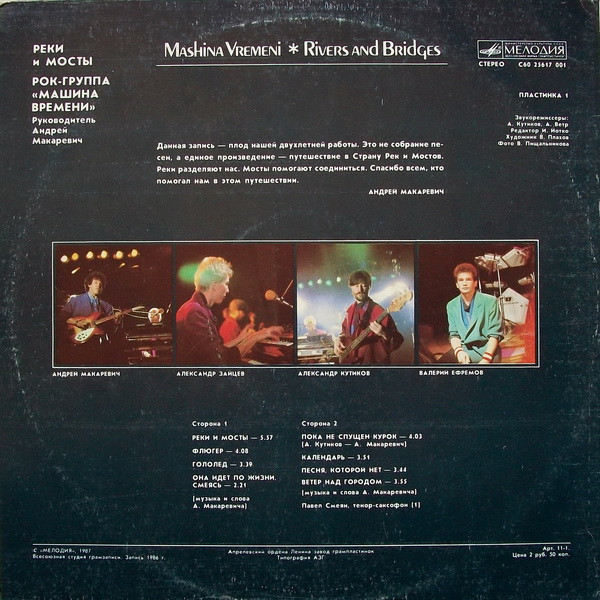 РЕКИ
и МОСТЫ
РОК-ГРУППА
«МАШИНА
ВРЕМЕНИ»
Руководитель
Андрей
Макаревич
Mashina Vremeni * Rivers and Bridges
МЕЛОДИЯ
СТЕРЕО С60 25617 001
ПЛАСТИНКА 1
Звукорежиссеры:
А. Кутиков, А. Ветр
Редактор И. Йотко
Художник В. Плахов
Фото В. Пищальникова
Данная запись — плод нашей двухлетней работы. Это не собрание пе-
сен, а единое произведение — путешествие в Страну Рек и Мостов.
Реки разделяют нас. Мосты помогают соединиться. Спасибо всем, кто
помогал нам в этом путешествии.
АНДРЕЙ МАКАРЕВИЧ
АНДРЕЙ МАКАРЕВИЧ
АЛЕКСАНДР ЗАЙЦЕВ
АЛЕКСАНДР КУТИКОВ
ВАЛЕРИЙ ЕФРЕМОВ
Сторона 1
РЕКИ И МОСТЫ — 5.57
ФЛЮГЕР — 4.08
ГОЛОЛЕД — 3.39
ОНА ИДЕТ ПО ЖИЗНИ,
СМЕЯСЬ — 2.21
(музыка и слова
А. Макаревича)
Сторона 2
ПОКА НЕ СПУЩЕН КУРОК — 4.03
(А. Кутиков — А. Макаревич)
КАЛЕНДАРЬ — 3.51
ПЕСНЯ, КОТОРОЙ НЕТ — 3.44
ВЕТЕР НАД ГОРОДОМ — 3.55
(музыка и слова А. Макаревича)
Павел Смеян, тенор-саксофон (1)
© «МЕЛОДИЯ», 1987
Всесоюзная студия грамзаписи. Запись 1986 г.
Апрелевский ордена Ленина завод грампластинок
Типография АЗГ
Арт. 11-1.
Цена 2 руб. 50 коп.